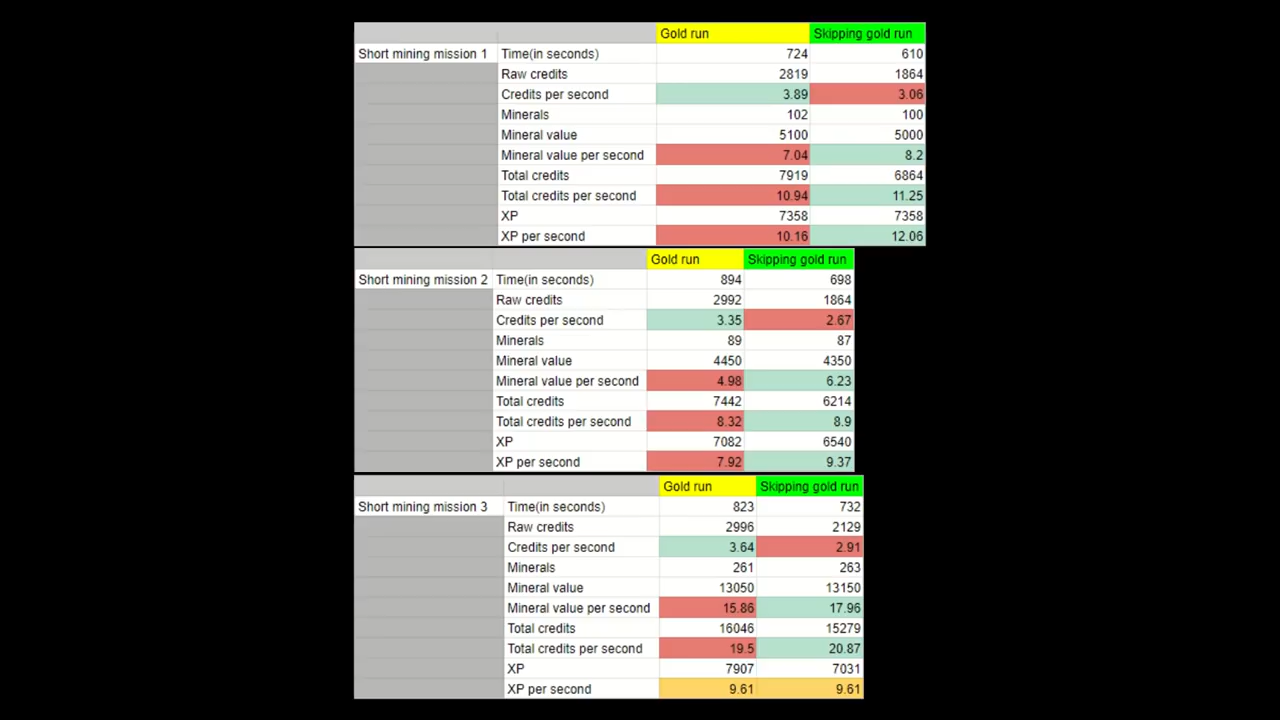 Gold run Skipping gold run
Short mining mission 1 Time(in seconds) 724 610
Raw credits 2819 1864
Credits per second 3.89 3.06
Minerals 102 100
Mineral value 5100 5000
Mineral value per second 7.04 8.2
Total credits 7919 6864
Total credits per second 10.94 11.25
XP 7358 7358
XP per second 10.16 12.06
Gold run Skipping gold run
Short mining mission 2 Time(in seconds) 894 698
Raw credits 2992 1864
Credits per second 3.35 2.67
Minerals 89 87
Mineral value 4450 4350
Mineral value per second 4.98 6.23
Total credits 7442 6214
Total credits per second 8.32 8.9
XP 7082 6540
XP per second 7.92 9.37
Gold run Skipping gold run
Short mining mission 3 Time(in seconds) 823 732
Raw credits 2996 2129
Credits per second 3.64 2.91
Minerals 261 263
Mineral value 13050 13150
Mineral value per second 15.86 17.96
Total credits 16046 15279
Total credits per second 19.5 20.87
XP 7907 7031
XP per second 9.61 9.61